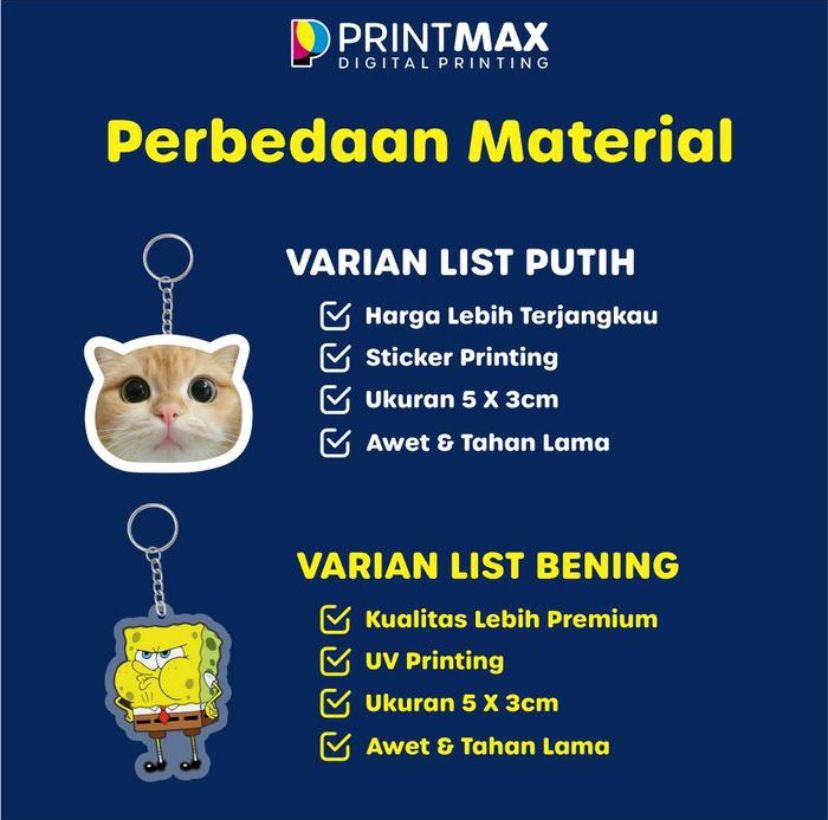 PRINTMAX
DIGITAL PRINTING
Perbedaan Material
VARIAN LIST PUTIH
Harga Lebih Terjangkau
Sticker Printing
Ukuran 5 X 3cm
Awet & Tahan Lama
VARIAN LIST BENING
Kualitas Lebih Premium
UV Printing
Ukuran 5 X 3cm
Awet & Tahan Lama